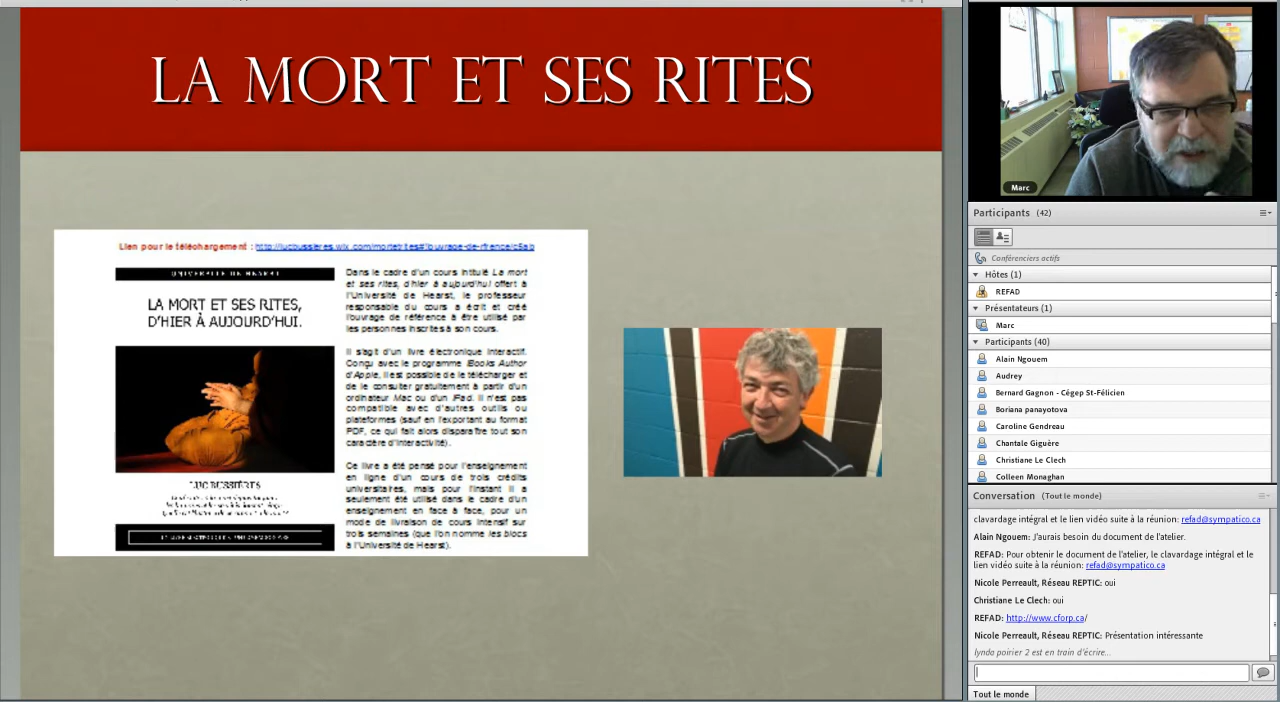 LA MORT ET SES RITES
Lien pour le téléchargement : http://lucbussieres.wix.com/mortetrites#!ouvrage-de-rfrence/c5ab
UNIVERSITÉ DE HEARST
LA MORT ET SES RITES,
D'HIER À AUJOURD'HUI.
LUC BUSSIÈRES
Dans le cadre d'un cours intitulé La mort
et ses rites, d'hier à aujourd'hui offert à
l'Université de Hearst, le professeur
responsable du cours a écrit et créé
l'ouvrage de référence à être utilisé par
les personnes inscrites à son cours.
Il s'agit d'un livre électronique interactif.
Conçu avec le programme iBooks Author
d'Apple, il est possible de le télécharger et
de le consulter gratuitement à partir d'un
ordinateur Mac ou d'un iPad. Il n'est pas
compatible avec d'autres outils ou
plateformes (sauf en l'exportant au format
PDF, ce qui fait alors disparaître tout son
caractère d'interactivité).
Ce livre a été pensé pour l'enseignement
en ligne d'un cours de trois crédits
universitaires, mais pour l'instant il a
seulement été utilisé dans le cadre d'un
enseignement en face à face, pour un
mode de livraison de cours intensif sur
trois semaines (que l'on nomme les blocs
à l'Université de Hearst).
Marc
Participants (42)
Conférenciers actifs
Hôtes (1)
REFAD
Présentateurs (1)
Marc
Participants (40)
Alain Ngouem
Audrey
Bernard Gagnon - Cégep St-Félicien
Boriana panayotova
Caroline Gendreau
Chantale Giguère
Christiane Le Clech
Colleen Monaghan
Conversation (Tout le monde)
clavardage intégral et le lien vidéo suite à la réunion: refad@sympatico.ca
Alain Ngouem: J'aurais besoin de document de l'atelier.
REFAD: Pour obtenir le document de l'atelier, le clavardage intégral et le
lien vidéo suite à la réunion: refad@sympatico.ca
Nicole Perreault, Réseau REPTIC: oui
Christiane Le Clech: oui
REFAD: http://www.cforp.ca/
Nicole Perreault, Réseau REPTIC: Présentation intéressante
lynda poirier 2 est en train d'écrire...
Tout le monde